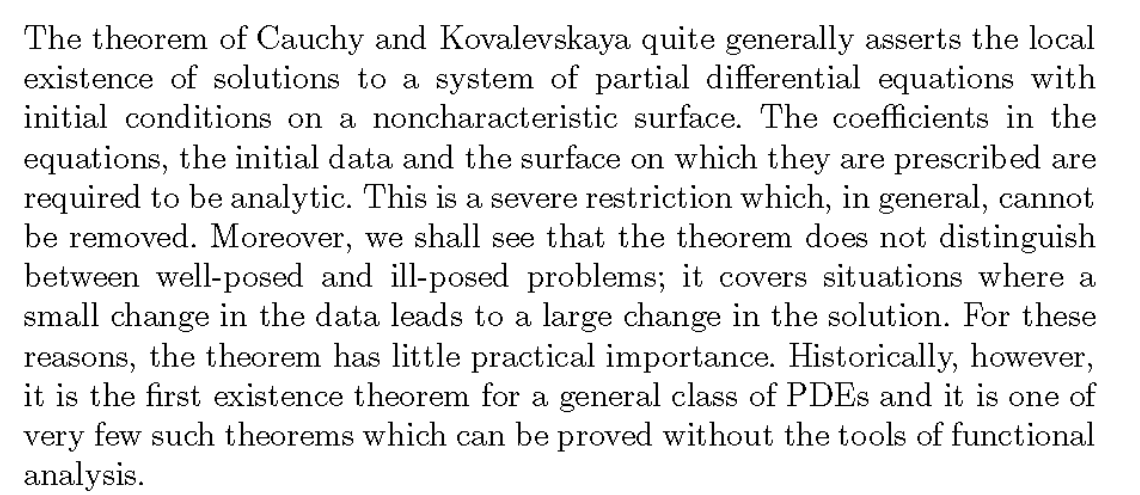 The theorem of Cauchy and Kovalevskaya quite generally asserts the local
existence of solutions to a system of partial differential equations with
initial conditions on a noncharacteristic surface. The coefficients in the
equations, the initial data and the surface on which they are prescribed are
required to be analytic. This is a severe restriction which, in general, cannot
be removed. Moreover, we shall see that the theorem does not distinguish
between well-posed and ill-posed problems; it covers situations where a
small change in the data leads to a large change in the solution. For these
reasons, the theorem has little practical importance. Historically, however,
it is the first existence theorem for a general class of PDEs and it is one of
very few such theorems which can be proved without the tools of functional
analysis.